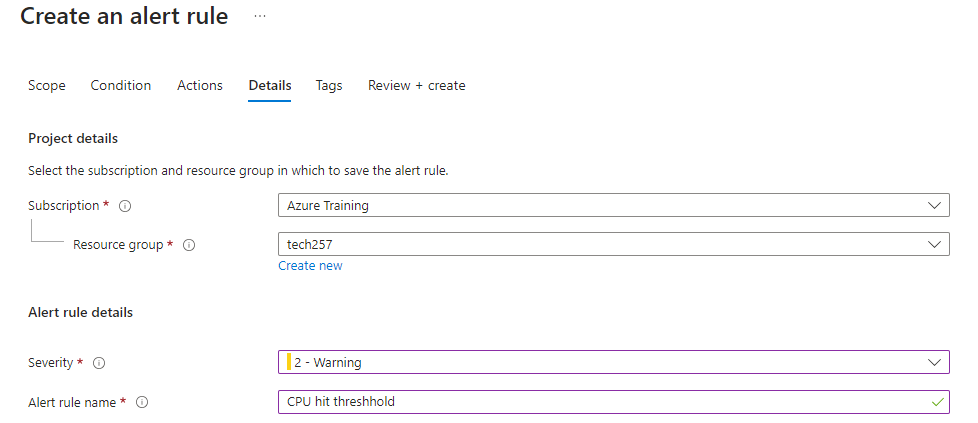 Create an alert rule ...
Scope Condition Actions Details Tags Review + create
Project details
Select the subscription and resource group in which to save the alert rule.
Subscription * Azure Training
Resource group * tech257
Create new
Alert rule details
Severity * 2 - Warning
Alert rule name * CPU hit threshhold